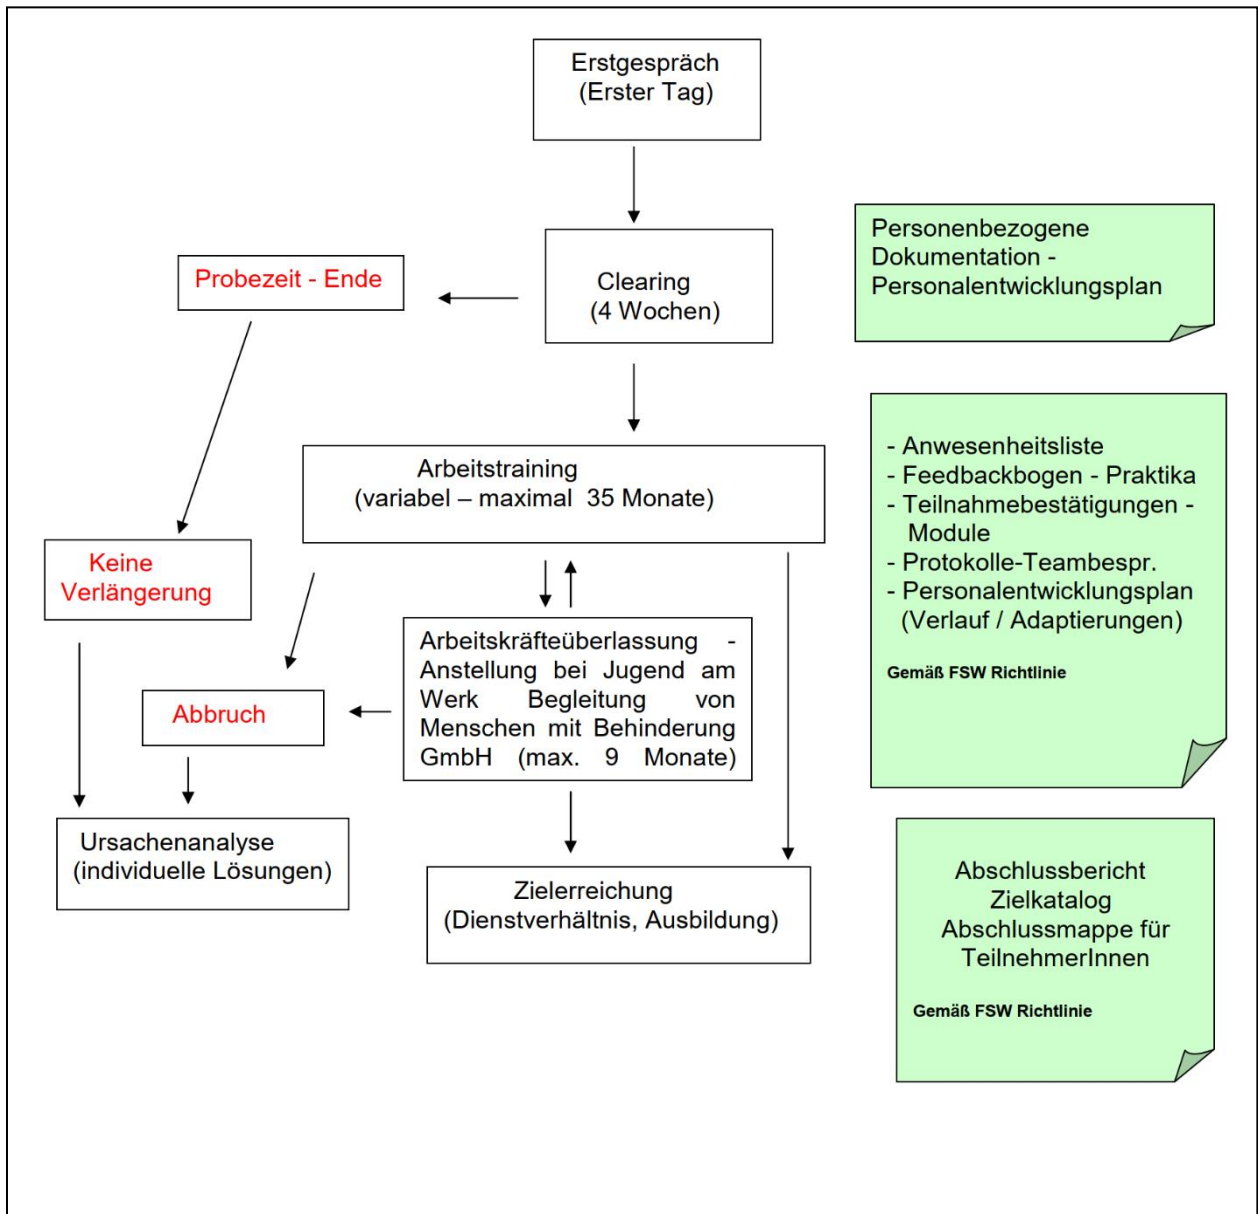 Erstgespräch
(Erster Tag)
Personenbezogene
Dokumentation -
Personalentwicklungsplan
Probezeit - Ende
Clearing
(4 Wochen)
Arbeitstraining
(variabel – maximal 35 Monate)
- Anwesenheitsliste
- Feedbackbogen - Praktika
- Teilnahmebestätigungen -
Module
- Protokolle-Teambespr.
- Personalentwicklungsplan
(Verlauf / Adaptierungen)
Gemäß FSW Richtlinie
Keine
Verlängerung
Arbeitskräfteüberlassung -
Anstellung bei Jugend am
Werk Begleitung von
Menschen mit Behinderung
GmbH (max. 9 Monate)
Abbruch
Ursachenanalyse
(individuelle Lösungen)
Zielerreichung
(Dienstverhältnis, Ausbildung)
Abschlussbericht
Zielkatalog
Abschlussmappe für
TeilnehmerInnen
Gemäß FSW Richtlinie